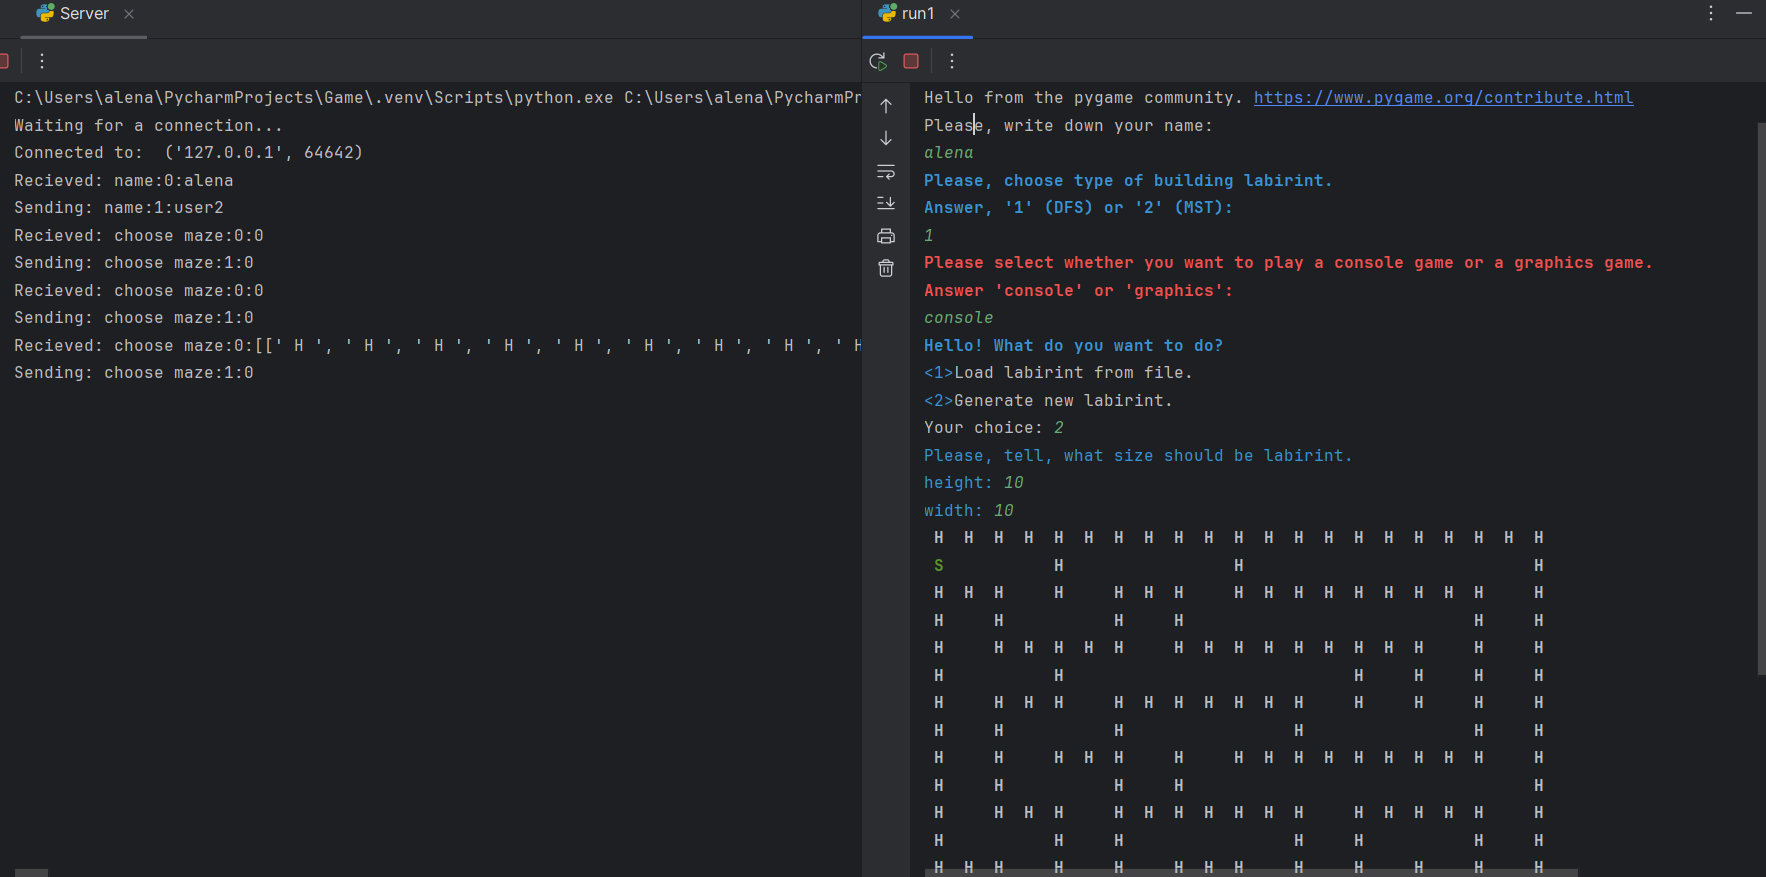 Server
C:\Users\alena\PycharmProjects\Game\.venv\Scripts\python.exe C:\Users\alena\PycharmPr
Waiting for a connection...
Connected to:  ('127.0.0.1', 64642)
Recieved: name:0:alena
Sending: name:1:user2
Recieved: choose maze:0:0
Sending: choose maze:1:0
Recieved: choose maze:0:0
Sending: choose maze:1:0
Recieved: choose maze:0:[[' H ', ' H ', ' H ', ' H ', ' H ', ' H ', ' H ', ' H ', ' H
Sending: choose maze:1:0
run1
Hello from the pygame community. https://www.pygame.org/contribute.html
Please, write down your name:
alena
Please, choose type of building labirint.
Answer, '1' (DFS) or '2' (MST):
1
Please select whether you want to play a console game or a graphics game.
Answer 'console' or 'graphics':
console
Hello! What do you want to do?
<1>Load labirint from file.
<2>Generate new labirint.
Your choice: 2
Please, tell, what size should be labirint.
height: 10
width: 10
 H  H  H  H  H  H  H  H  H  H  H  H  H  H  H  H  H  H  H  H  H
 S           H                 H                             H
 H  H  H     H     H  H  H     H  H  H  H  H  H  H  H  H     H
 H     H           H     H                             H     H
 H     H  H  H  H  H     H  H  H  H  H  H  H  H  H     H     H
 H           H                             H     H     H     H
 H     H  H  H     H  H  H  H  H  H  H     H     H     H     H
 H     H           H                 H                 H     H
 H     H     H  H  H     H     H  H  H  H  H  H  H  H  H     H
 H     H           H     H                                   H
 H     H  H  H     H  H  H  H  H  H  H     H  H  H  H  H     H
 H           H     H                 H     H           H     H
 H  H  H     H     H     H  H  H     H     H     H     H     H